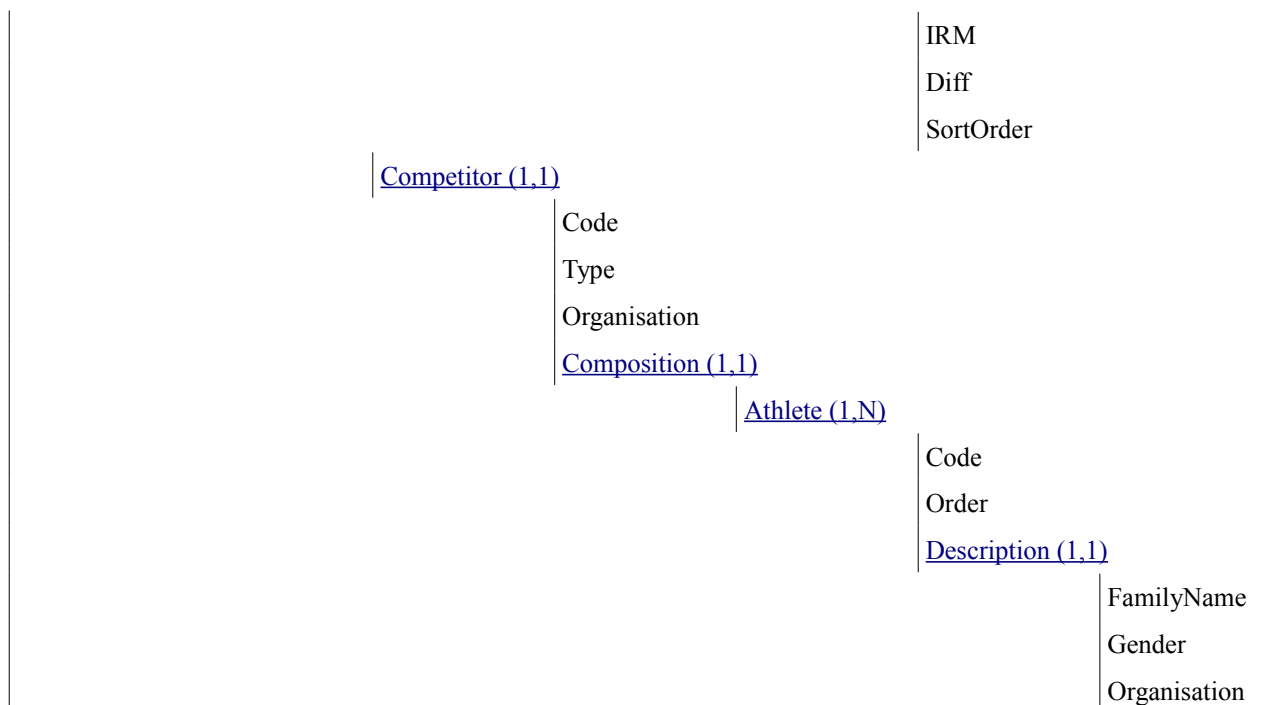 IRM
Diff
SortOrder
Competitor (1,1)
Code
Type
Organisation
Composition (1,1)
Athlete (1,N)
Code
Order
Description (1,1)
FamilyName
Gender
Organisation